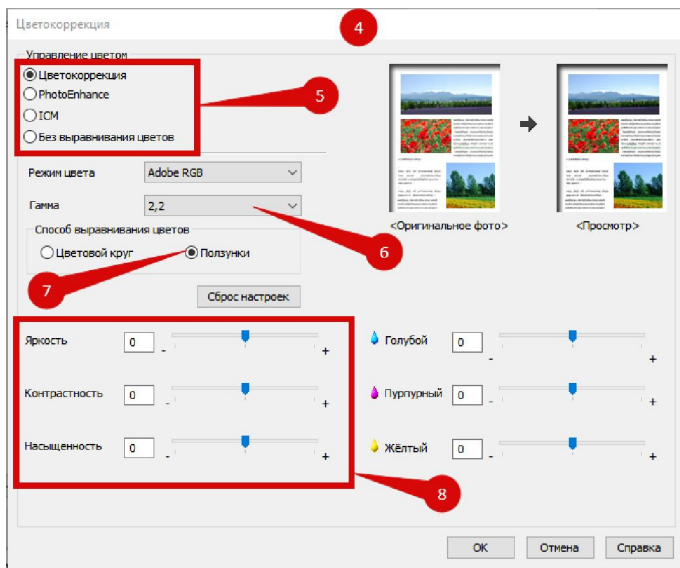 Цветокоррекция
4
Управление цветом
Цветокоррекция
PhotoEnhance
ICM
Без выравнивания цветов
5
Режим цвета Adobe RGB
Гамма 2,2
<Оригинальное фото> <Просмотр>
Способ выравнивания цветов
Цветовой круг Ползунки
6
7
Сброс настроек
Яркость 0 - + Голубой 0 - +
Контрастность 0 - + Пурпурный 0 - +
Насыщенность 0 - + Жёлтый 0 - +
8
OK Отмена Справка